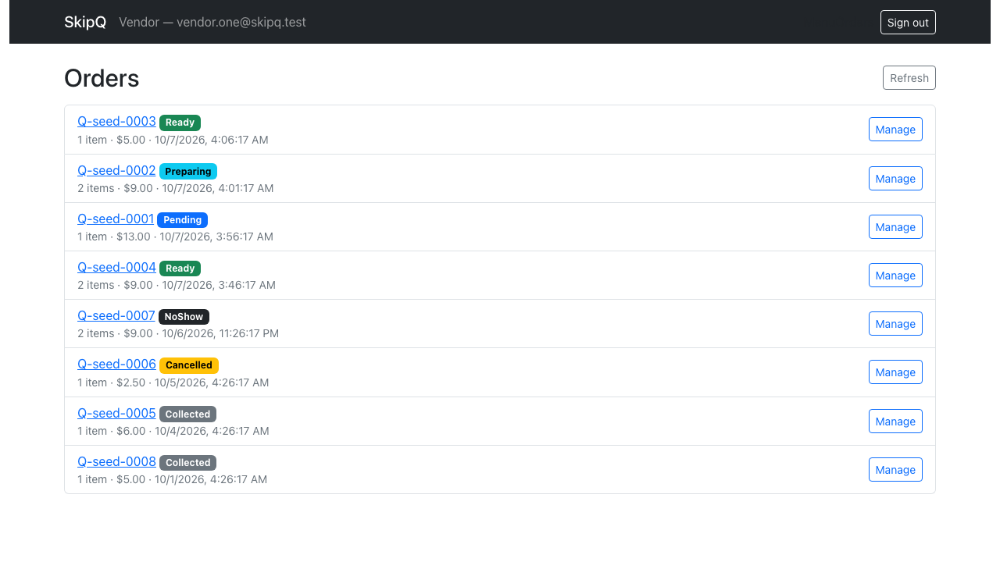 SkipQ Vendor — vendor.one@skipq.test Sign out
Orders Refresh
Q-seed-0003 Ready
1 item · $5.00 · 10/7/2026, 4:06:17 AM
Manage
Q-seed-0002 Preparing
2 items · $9.00 · 10/7/2026, 4:01:17 AM
Manage
Q-seed-0001 Pending
1 item · $13.00 · 10/7/2026, 3:56:17 AM
Manage
Q-seed-0004 Ready
2 items · $9.00 · 10/7/2026, 3:46:17 AM
Manage
Q-seed-0007 NoShow
2 items · $9.00 · 10/6/2026, 11:26:17 PM
Manage
Q-seed-0006 Cancelled
1 item · $2.50 · 10/5/2026, 4:26:17 AM
Manage
Q-seed-0005 Collected
1 item · $6.00 · 10/4/2026, 4:26:17 AM
Manage
Q-seed-0008 Collected
1 item · $5.00 · 10/1/2026, 4:26:17 AM
Manage